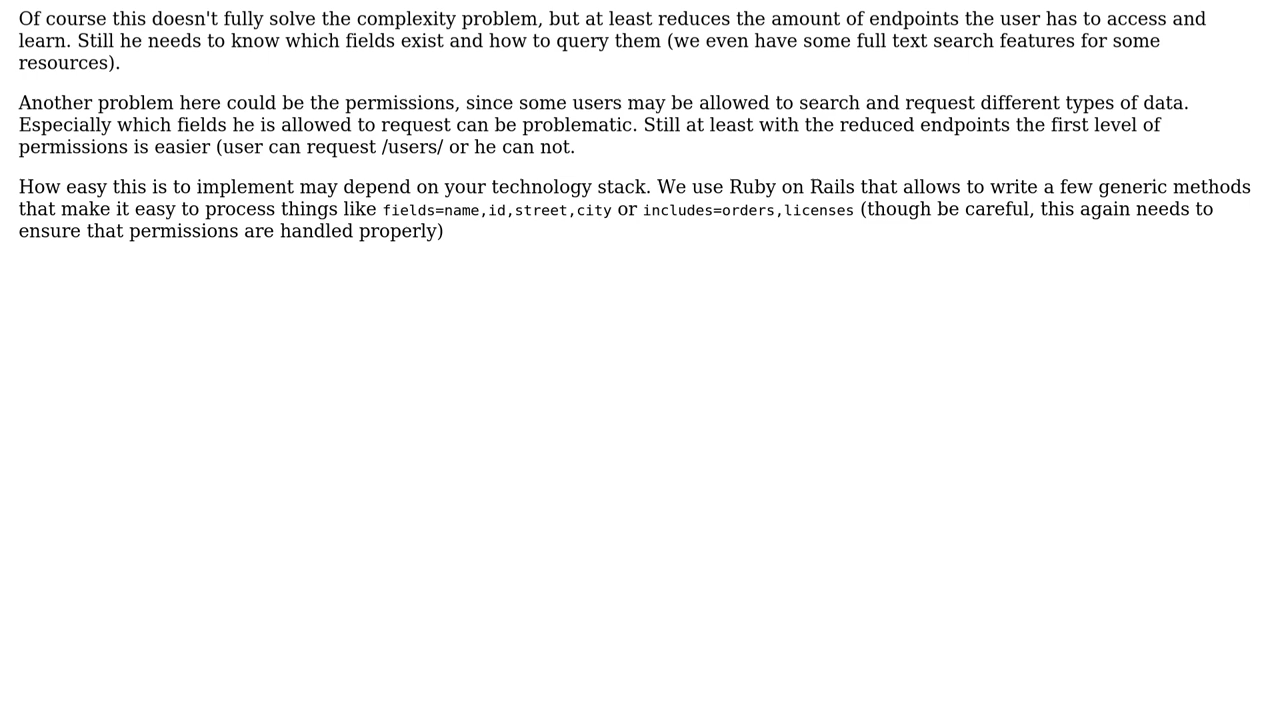 Of course this doesn't fully solve the complexity problem, but at least reduces the amount of endpoints the user has to access and
learn. Still he needs to know which fields exist and how to query them (we even have some full text search features for some
resources).
Another problem here could be the permissions, since some users may be allowed to search and request different types of data.
Especially which fields he is allowed to request can be problematic. Still at least with the reduced endpoints the first level of
permissions is easier (user can request /users/ or he can not.
How easy this is to implement may depend on your technology stack. We use Ruby on Rails that allows to write a few generic methods
that make it easy to process things like fields=name,id,street,city or includes=orders,licenses (though be careful, this again needs to
ensure that permissions are handled properly)